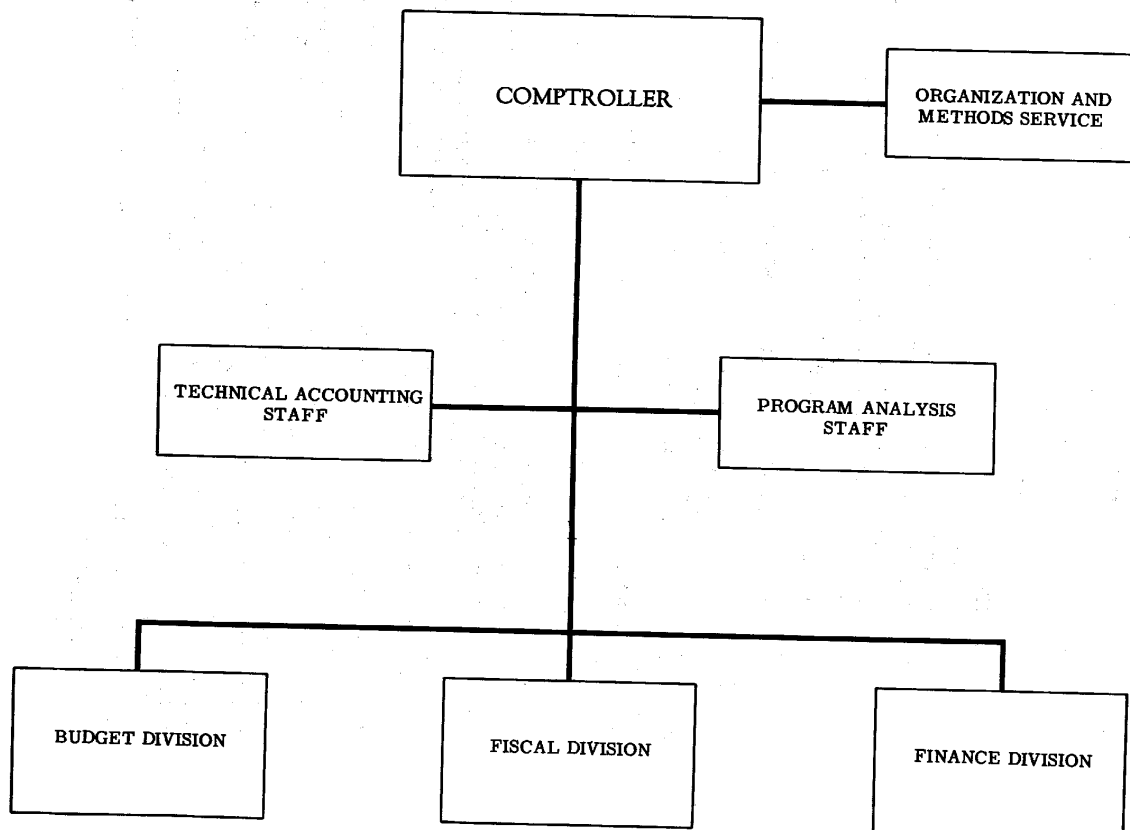 COMPTROLLER
ORGANIZATION AND
METHODS SERVICE
TECHNICAL ACCOUNTING
STAFF
PROGRAM ANALYSIS
STAFF
BUDGET DIVISION
FISCAL DIVISION
FINANCE DIVISION